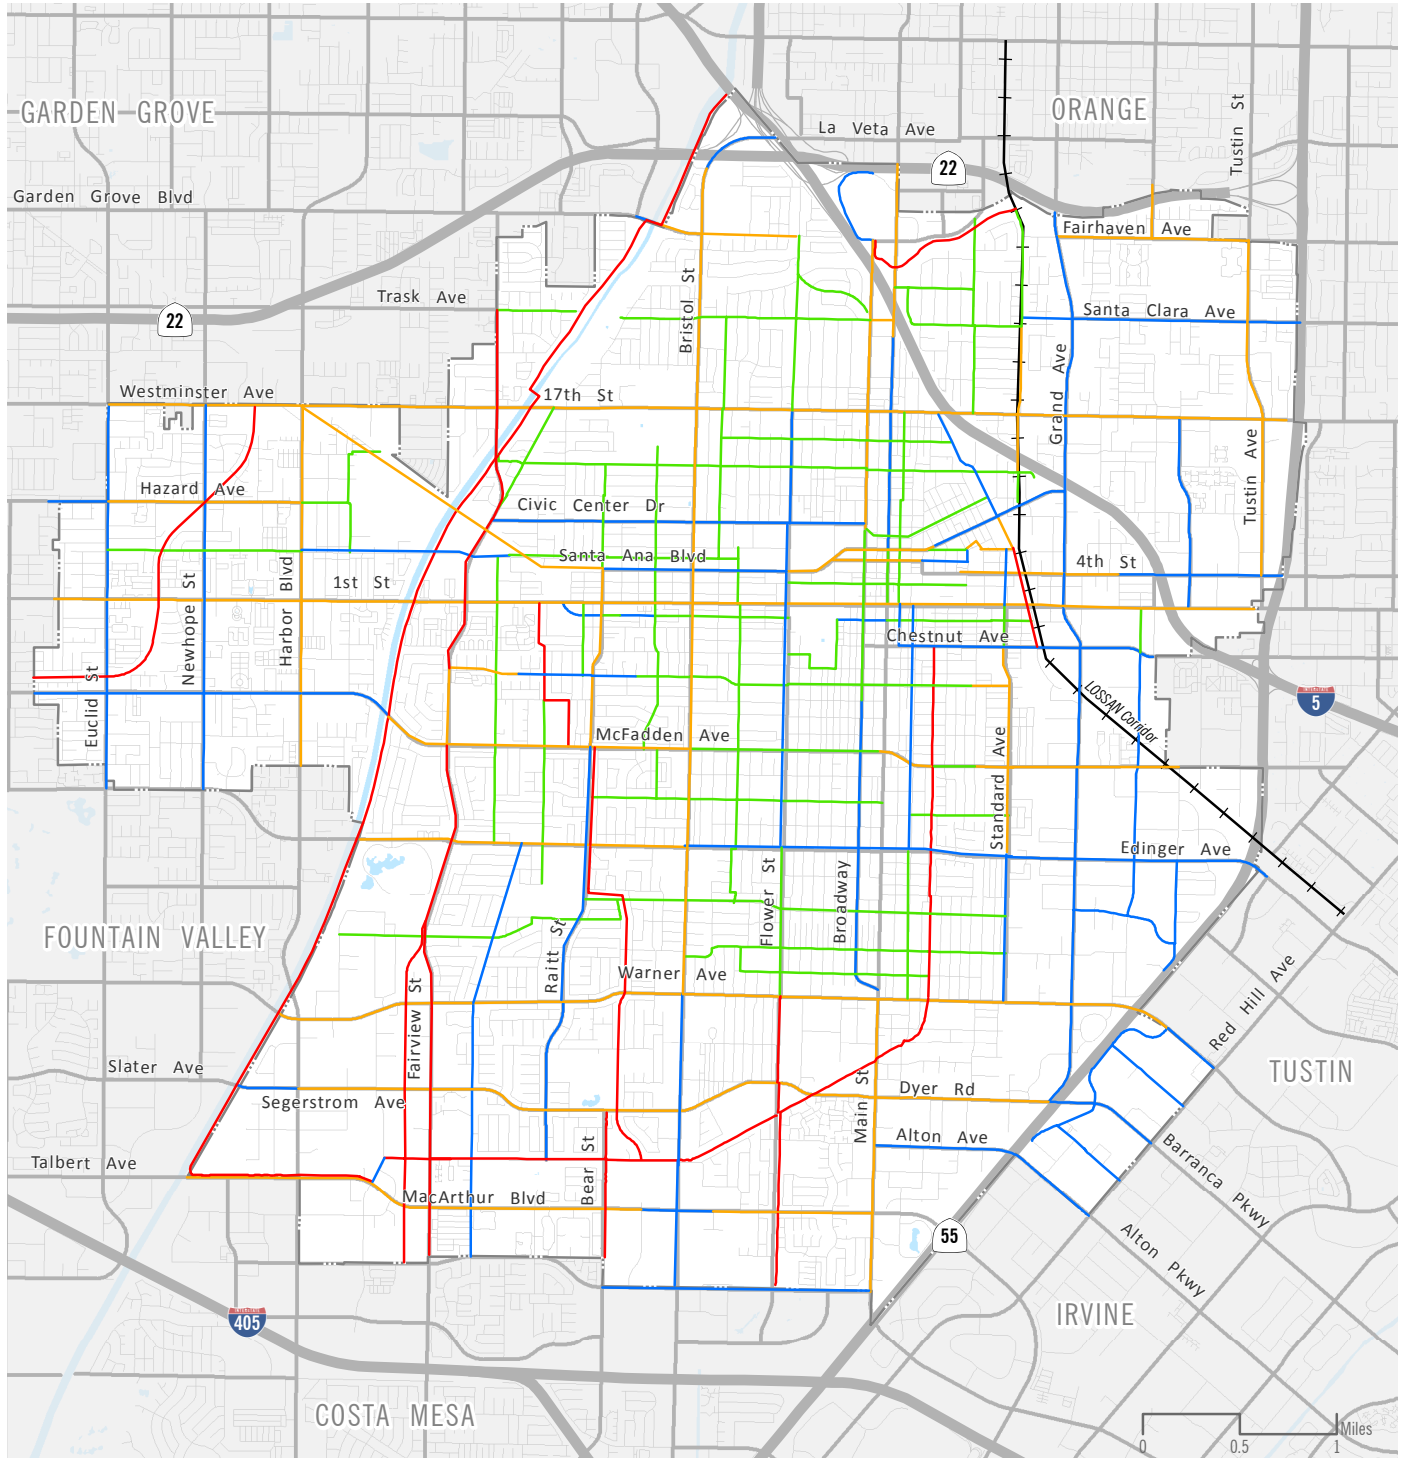 GARDEN GROVE
ORANGE
Tustin St
La Veta Ave
22
Garden Grove Blvd
Fairhaven Ave
Trask Ave
Bristol St
22
Santa Clara Ave
Westminster Ave
17th St
Grand Ave
Tustin Ave
Hazard Ave
Civic Center Dr
Santa Ana Blvd
4th St
1st St
Newhope St
Harbor Blvd
Chestnut Ave
Euclid St
LOSSAN Corridor
INTERSTATE
5
McFadden Ave
Standard Ave
Edinger Ave
Flower St
Broadway
FOUNTAIN VALLEY
Raitt St
Warner Ave
Fairview St
Red Hill Ave
Slater Ave
TUSTIN
Segerstrom Ave
Main St
Dyer Rd
Alton Ave
Talbert Ave
Bear St
Barranca Pkwy
MacArthur Blvd
55
Alton Pkwy
INTERSTATE
405
IRVINE
COSTA MESA
Miles
0 0.5 1